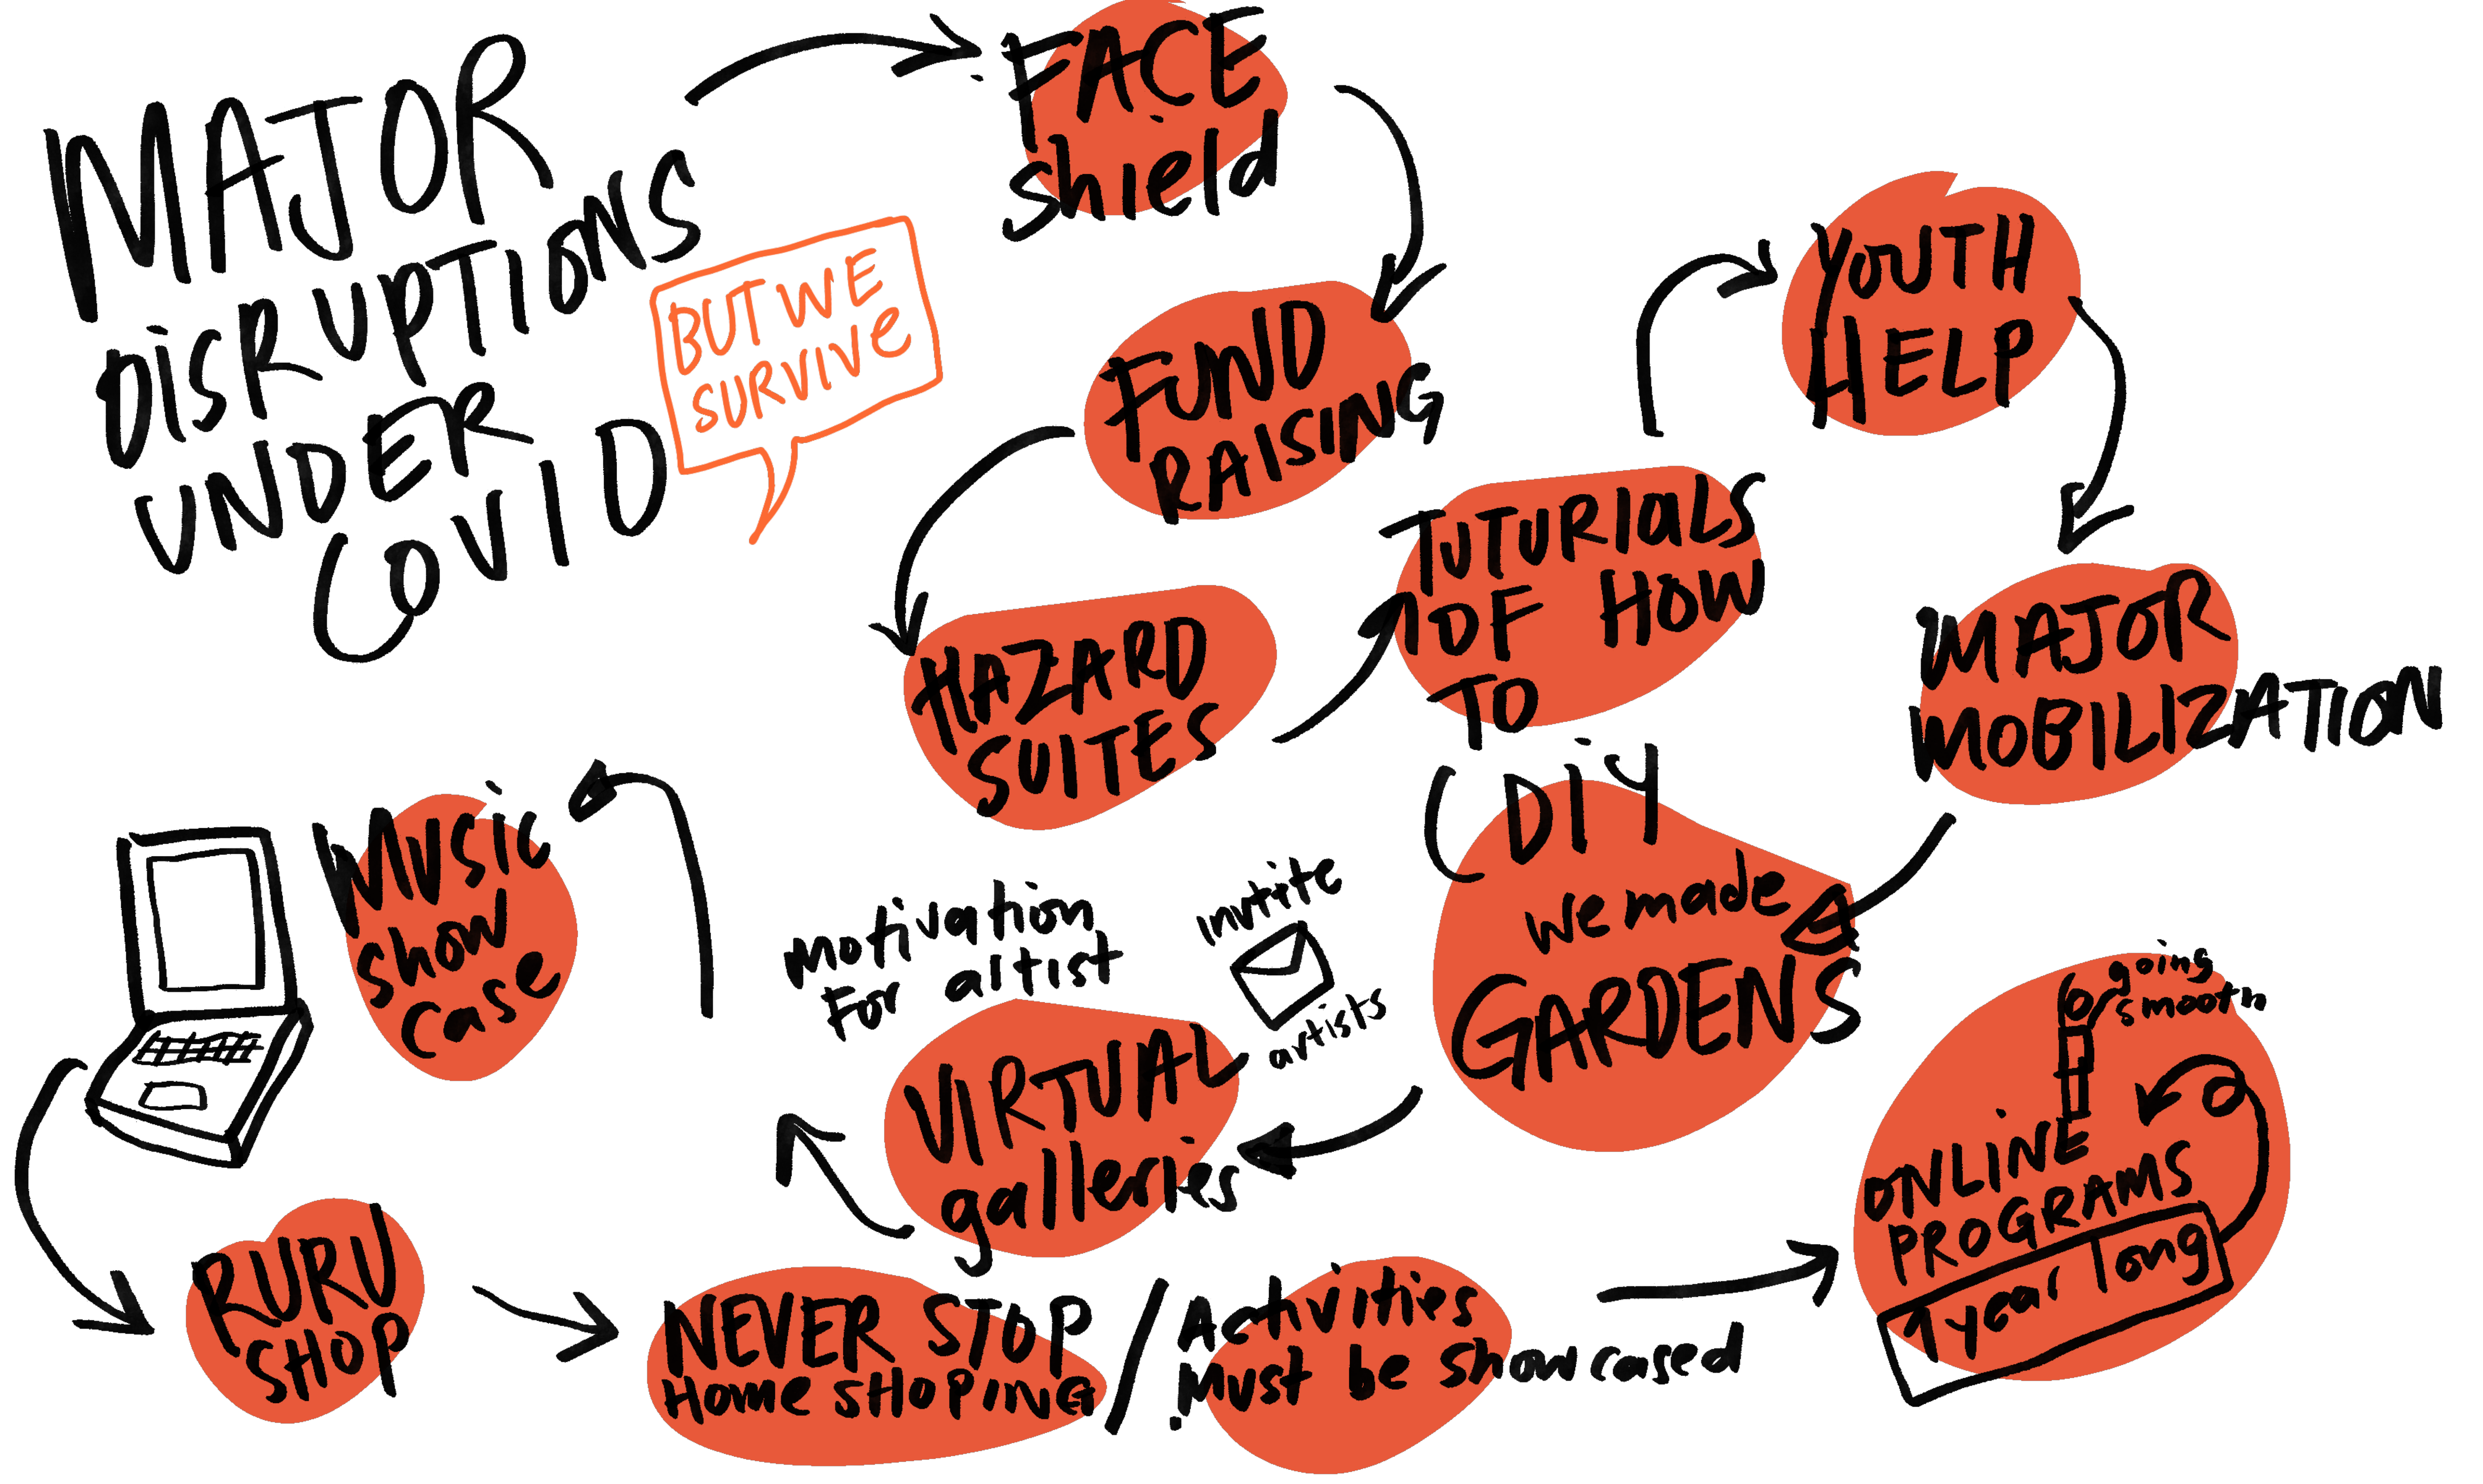 MAJOR
DISRUPTIONS
UNDER
COVID
BUT WE
SURVIVe
FACE
shield
FUND
RAISING
HAZARD
SUITES
TUTURIALS
OF HOW
TO
DIY
YOUTH
HELP
MAJOR
MOBILIZATION
we made
GARDENS
invtite
artists
VIRTUAL
galleries
Motivation
For altist
Music
show
case
RURU
SHOP
NEVER STOP
Home SHOPING
/
Activities
Must be showcased
ONLINE
PROGRAMS
1 year Tong
going
smooth